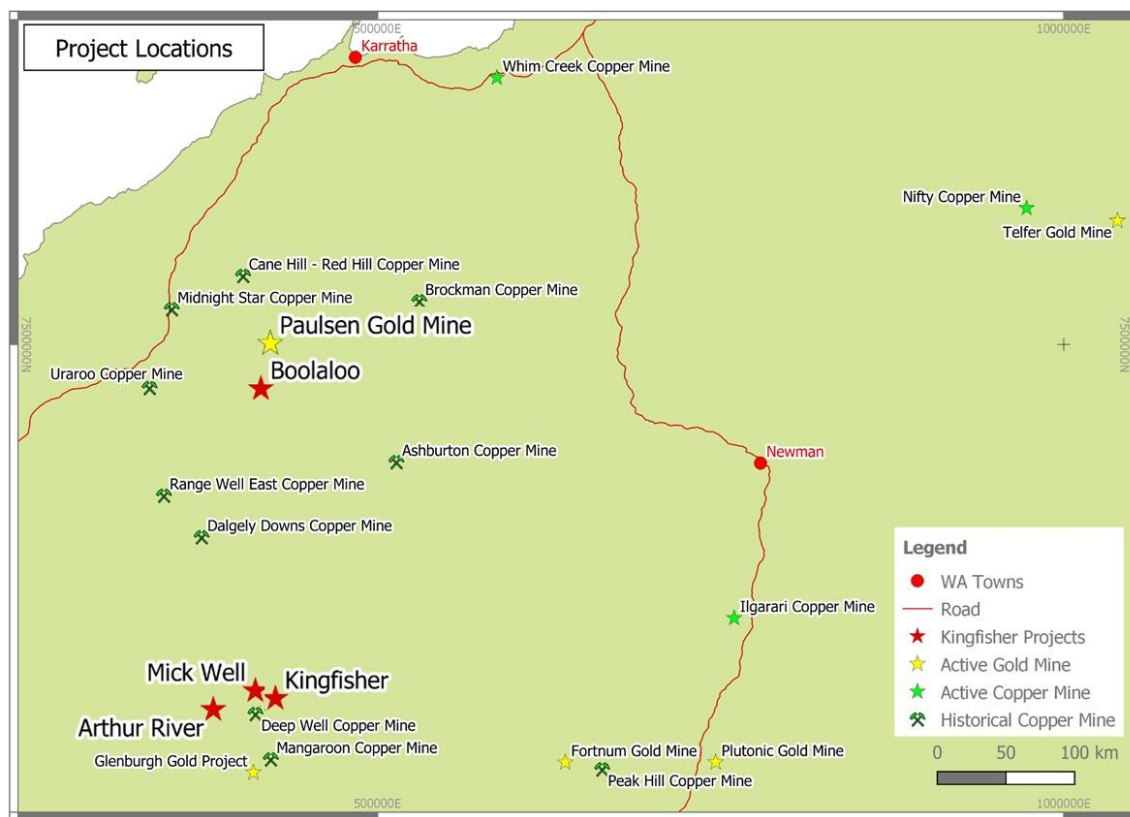 Project Locations
500000E
1000000E
Karratha
Whim Creek Copper Mine
Nifty Copper Mine
Telfer Gold Mine
Cane Hill - Red Hill Copper Mine
Brockman Copper Mine
Midnight Star Copper Mine
Paulsen Gold Mine
7500000N
7500000N
Boolaloo
Uraroo Copper Mine
Ashburton Copper Mine
Newman
Range Well East Copper Mine
Dalgely Downs Copper Mine
Legend
WA Towns
Road
Kingfisher Projects
Active Gold Mine
Active Copper Mine
Historical Copper Mine
0 50 100 km
Ilgarari Copper Mine
Mick Well
Kingfisher
Arthur River
Deep Well Copper Mine
Mangaroon Copper Mine
Glenburgh Gold Project
Fortnum Gold Mine
Plutonic Gold Mine
Peak Hill Copper Mine
500000E
1000000E